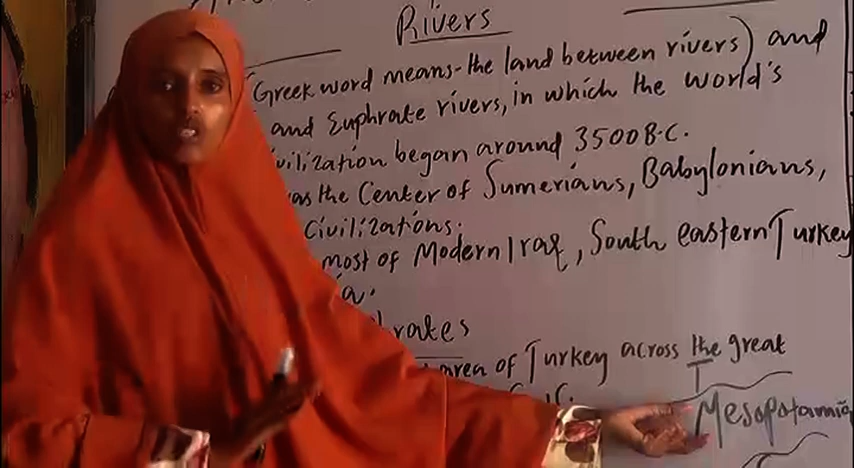 Rivers
(Greek word means - the land between rivers) and
and Euphrate rivers, in which the world's
ilization began around 3500 B.C.
as the Center of Sumerians, Babylonians,
Civilizations.
most of Modern Iraq, South eastern Turkey
a.
rates
area of Turkey across the great
T
Mesopotamia